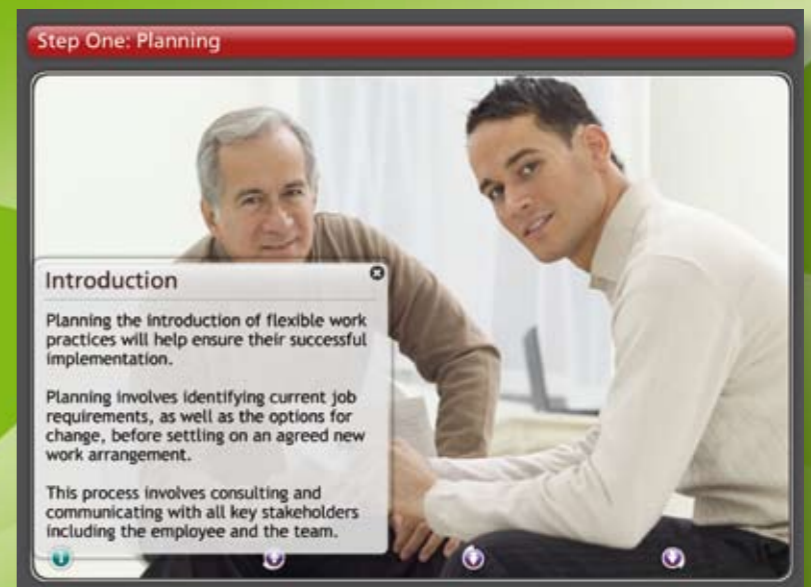 Step One: Planning
Introduction
Planning the introduction of flexible work
practices will help ensure their successful
implementation.
Planning involves identifying current job
requirements, as well as the options for
change, before settling on an agreed new
work arrangement.
This process involves consulting and
communicating with all key stakeholders
including the employee and the team.